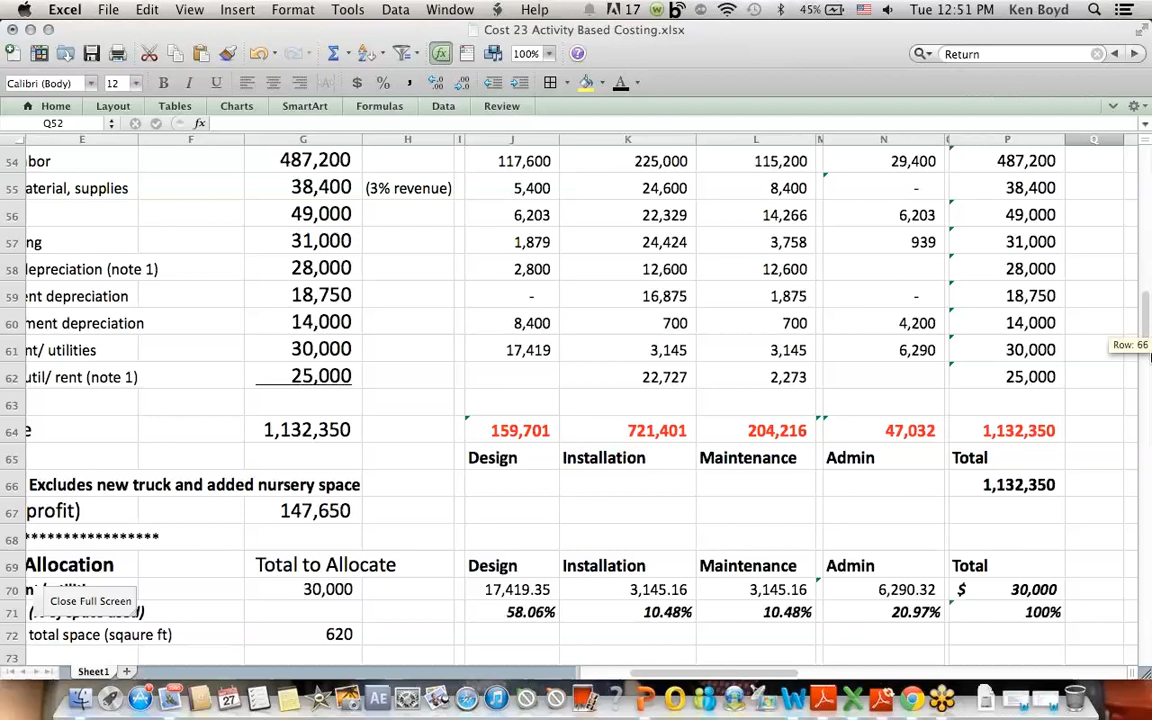 Excel File Edit View Insert Format Tools Data Window Help 17 45% Tue 12:51 PM Ken Boyd
Cost 23 Activity Based Costing.xlsx
100% Return
Calibri (Body) 12 B I U A $ % ,
Home Layout Tables Charts SmartArt Formulas Data Review
Q52 fx
E F G H I J K L M N P Q
54 bor 487,200 117,600 225,000 115,200 29,400 487,200
55 aterial, supplies 38,400 (3% revenue) 5,400 24,600 8,400 - 38,400
56 49,000 6,203 22,329 14,266 6,203 49,000
57 ng 31,000 1,879 24,424 3,758 939 31,000
58 depreciation (note 1) 28,000 2,800 12,600 12,600 28,000
59 nt depreciation 18,750 - 16,875 1,875 - 18,750
60 ment depreciation 14,000 8,400 700 700 4,200 14,000
61 nt/ utilities 30,000 17,419 3,145 3,145 6,290 30,000
Row: 66
62 util/ rent (note 1) 25,000 22,727 2,273 25,000
63
64 e 1,132,350 159,701 721,401 204,216 47,032 1,132,350
65 Design Installation Maintenance Admin Total
66 Excludes new truck and added nursery space 1,132,350
67 profit) 147,650
68 *****************
69 Allocation Total to Allocate Design Installation Maintenance Admin Total
70 30,000 17,419.35 3,145.16 3,145.16 6,290.32 $ 30,000
Close Full Screen
71 58.06% 10.48% 10.48% 20.97% 100%
72 total space (sqaure ft) 620
73
Sheet1